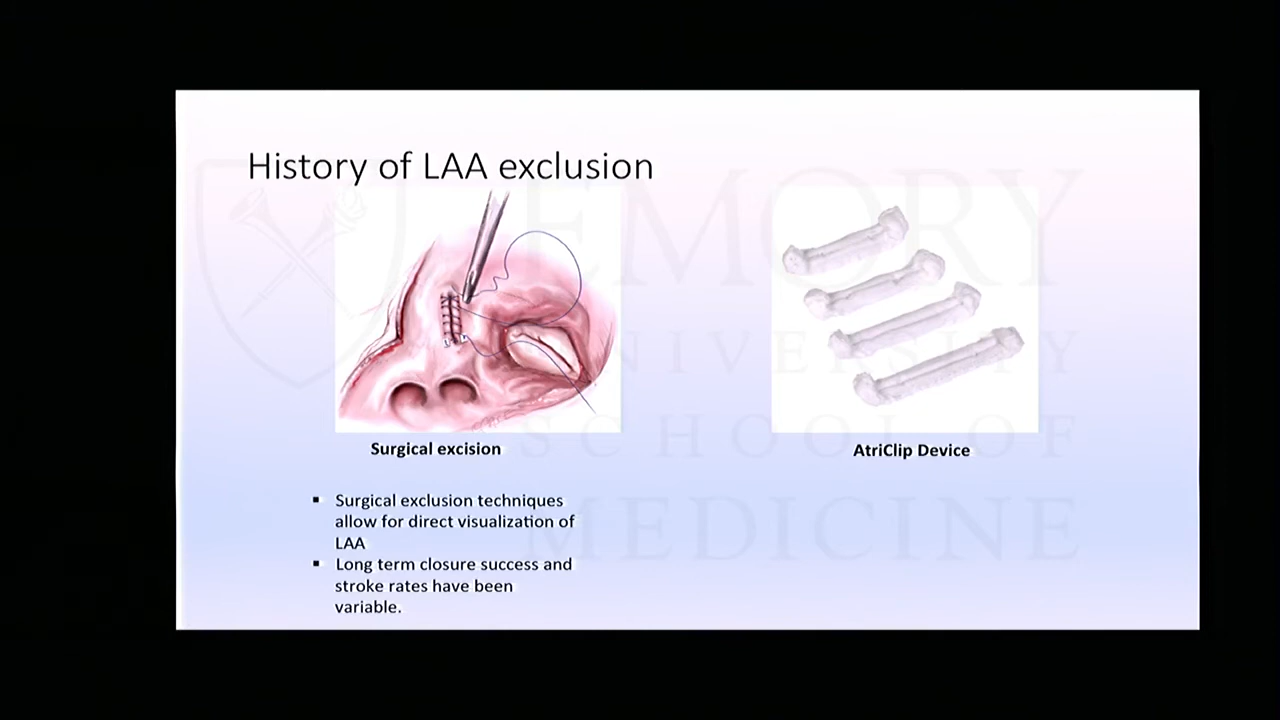 History of LAA exclusion
Surgical excision
AtriClip Device
▪ Surgical exclusion techniques
allow for direct visualization of
LAA
▪ Long term closure success and
stroke rates have been
variable.
EMORY
UNIVERSITY
SCHOOL OF
MEDICINE